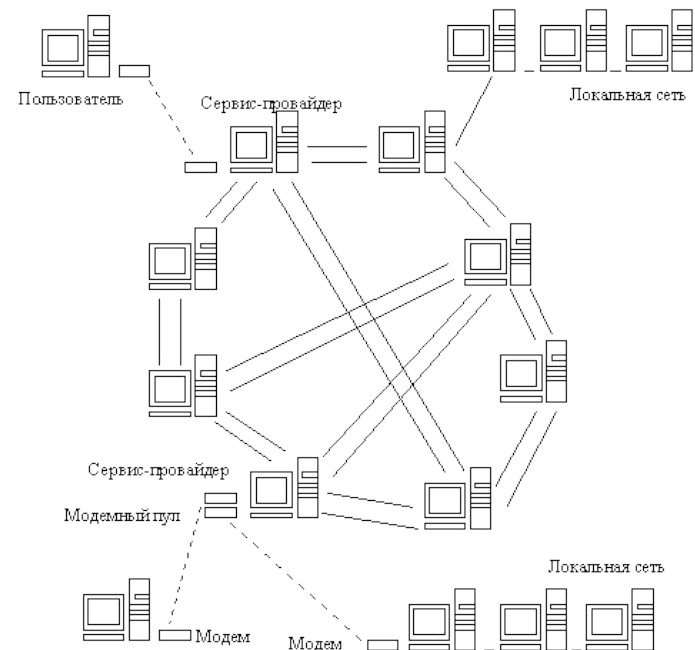 Пользователь
Сервис-провайдер
Локальная сеть
Сервис-провайдер
Модемный пул
Локальная сеть
Модем
Модем